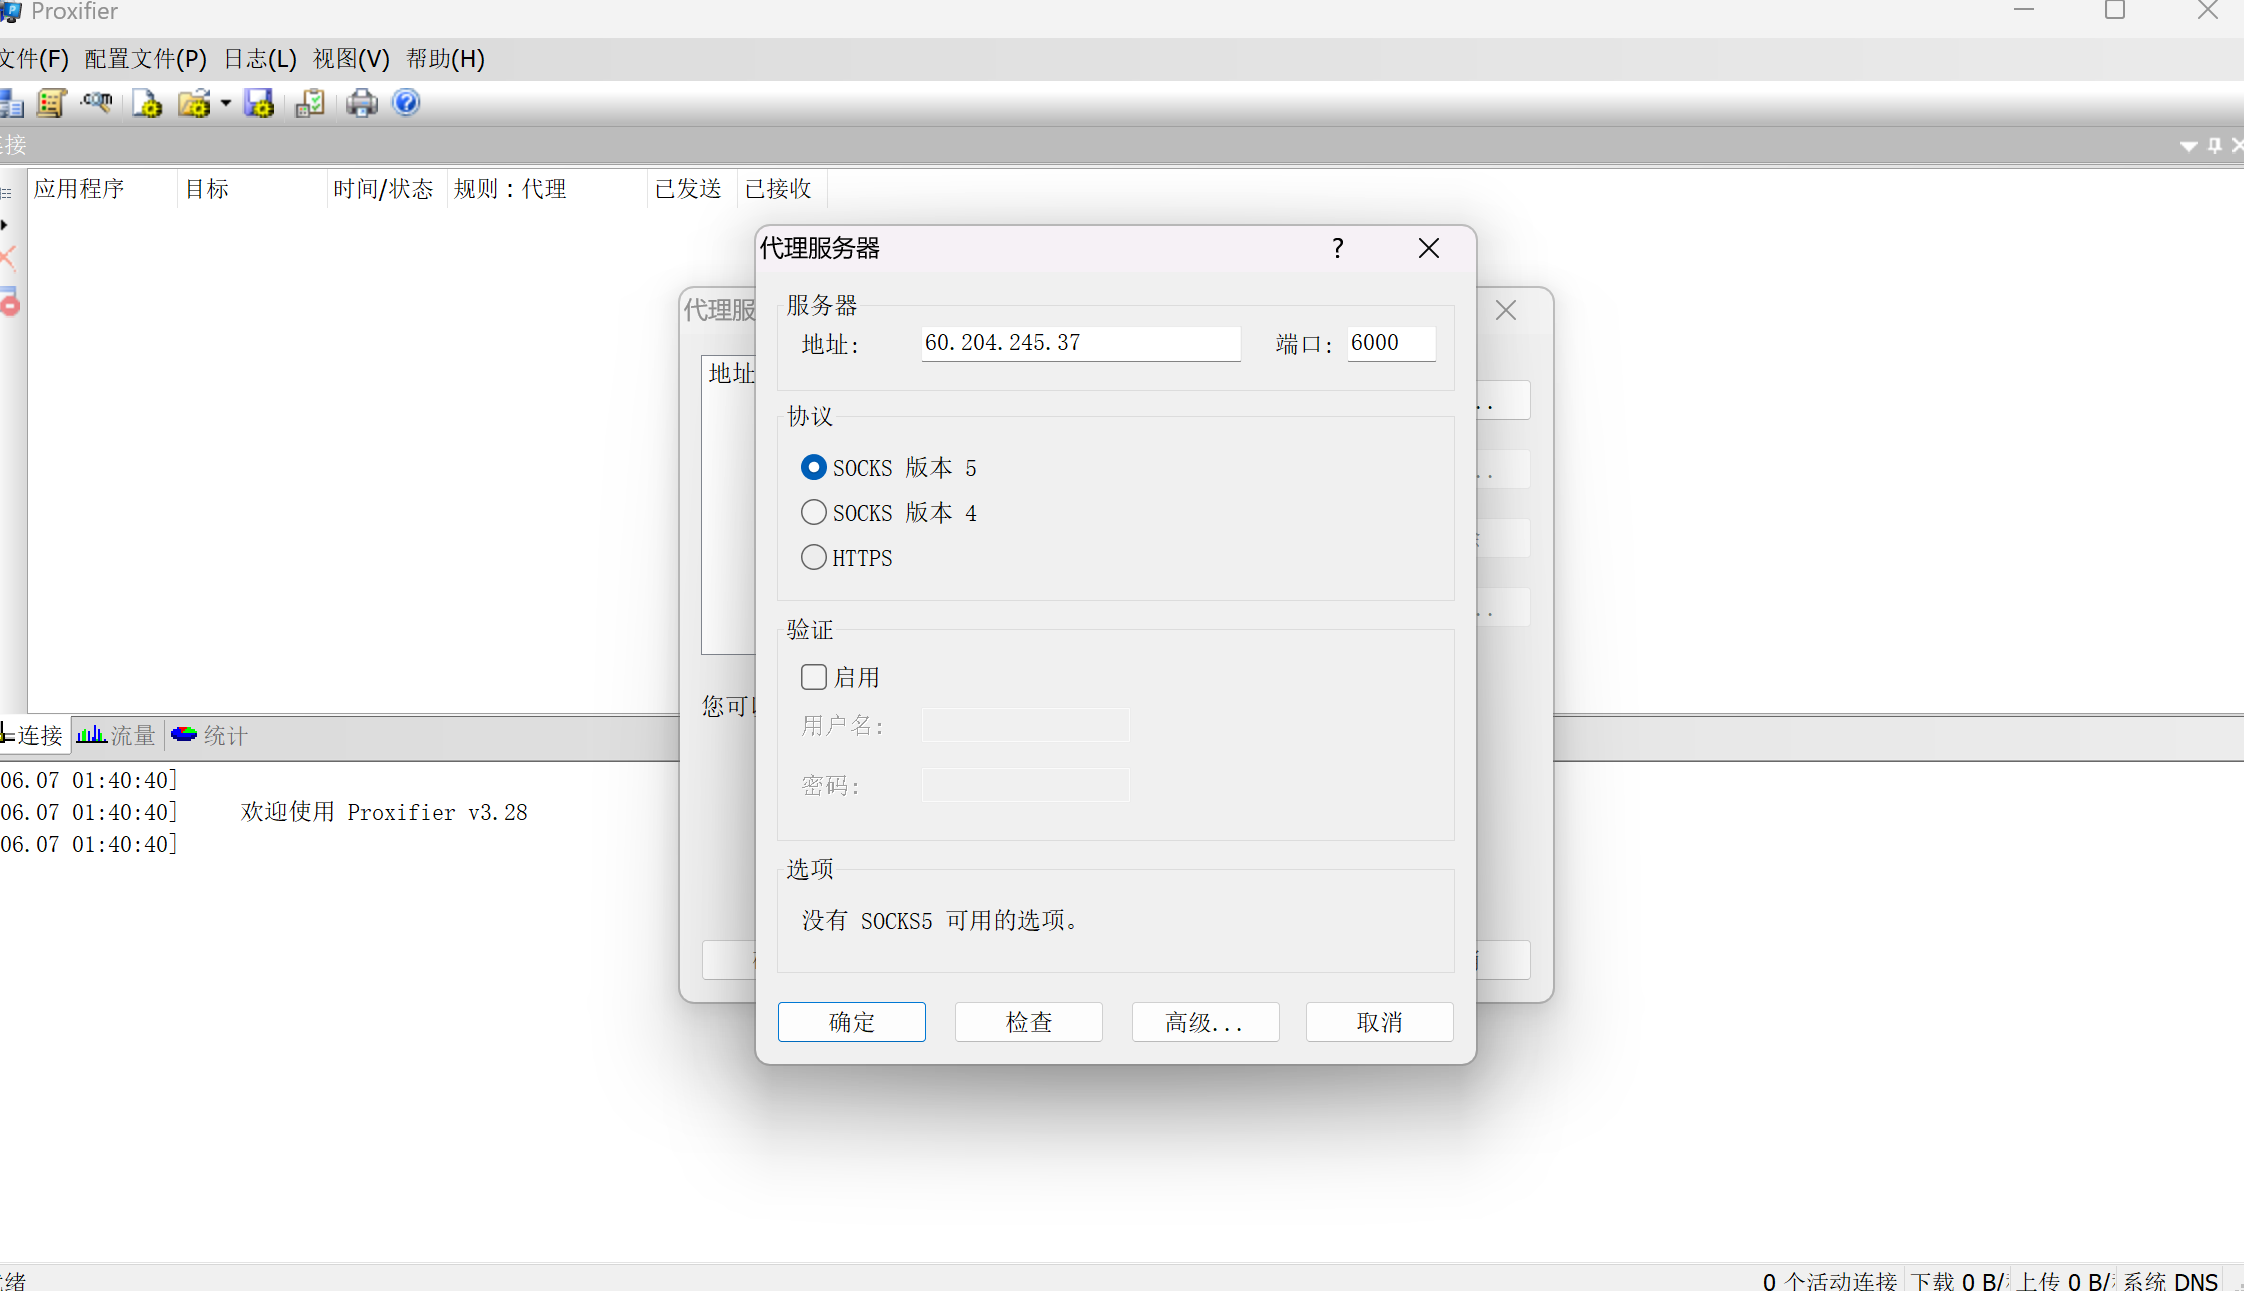 Proxifier
文件(F) 配置文件(P) 日志(L) 视图(V) 帮助(H)
.com
连接
应用程序 目标 时间/状态 规则：代理 已发送 已接收
代理服务器
代理服
服务器
地址: 60.204.245.37 端口: 6000
地址
协议
SOCKS 版本 5
SOCKS 版本 4
HTTPS
验证
启用
用户名:
密码:
您可
选项
没有 SOCKS5 可用的选项。
确定 检查 高级... 取消
连接 流量 统计
06.07 01:40:40]
06.07 01:40:40] 欢迎使用 Proxifier v3.28
06.07 01:40:40]
绪 0 个活动连接 下载 0 B/ 上传 0 B/ 系统 DNS